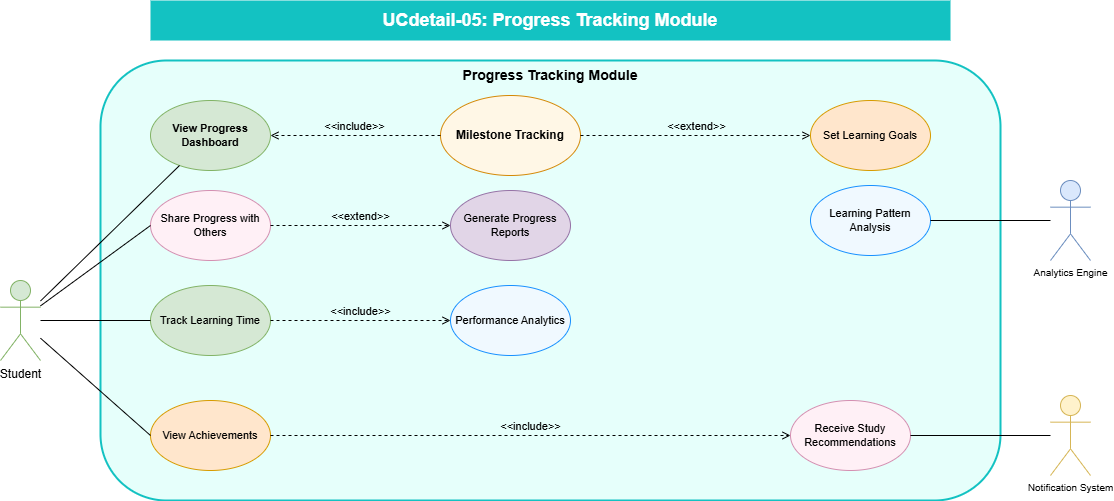 UCdetail-05: Progress Tracking Module
Progress Tracking Module
View Progress
Dashboard
<<include>>
Milestone Tracking
<<extend>>
Set Learning Goals
Share Progress with
Others
<<extend>>
Generate Progress
Reports
Learning Pattern
Analysis
Analytics Engine
Track Learning Time
<<include>>
Performance Analytics
Student
View Achievements
<<include>>
Receive Study
Recommendations
Notification System